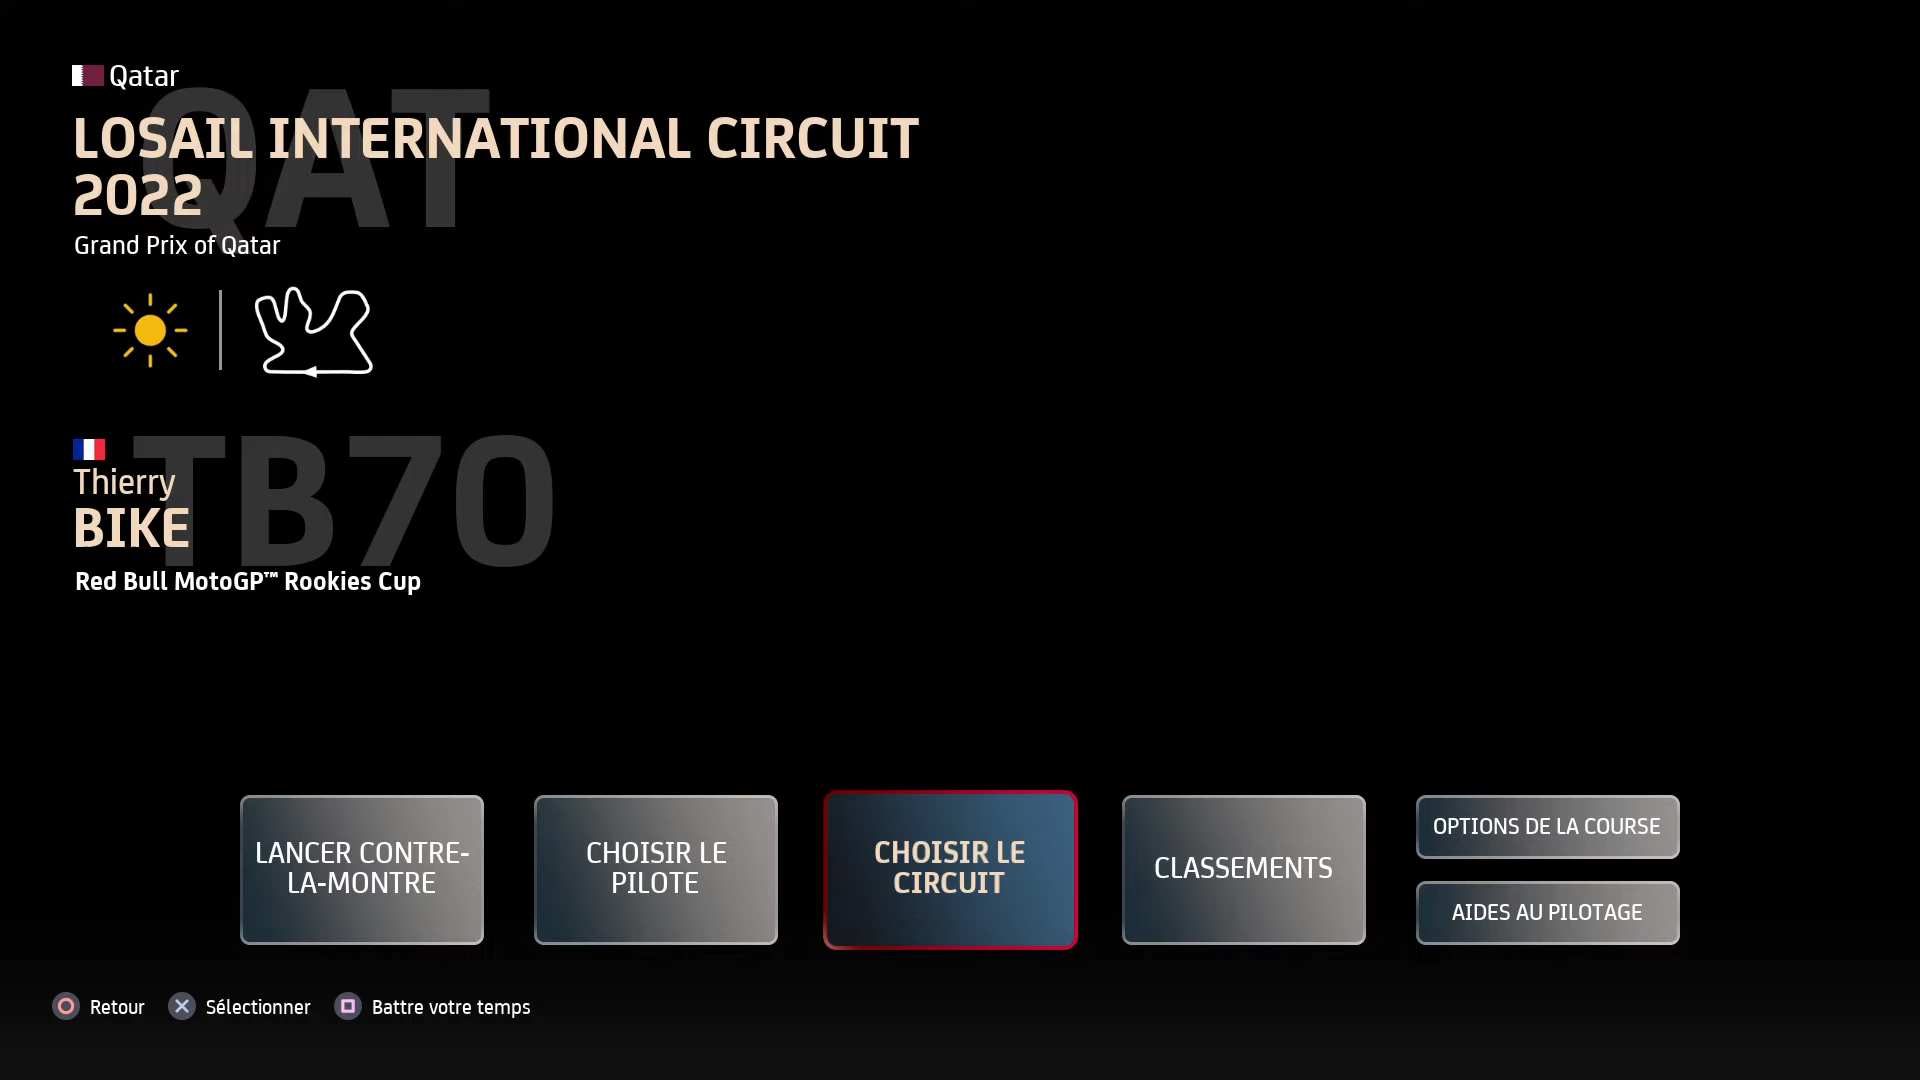 Qatar
QAT
LOSAIL INTERNATIONAL CIRCUIT
2022
Grand Prix of Qatar
TB70
Thierry
BIKE
Red Bull MotoGP™ Rookies Cup
LANCER CONTRE-
LA-MONTRE
CHOISIR LE
PILOTE
CHOISIR LE
CIRCUIT
CLASSEMENTS
OPTIONS DE LA COURSE
AIDES AU PILOTAGE
Retour
Sélectionner
Battre votre temps